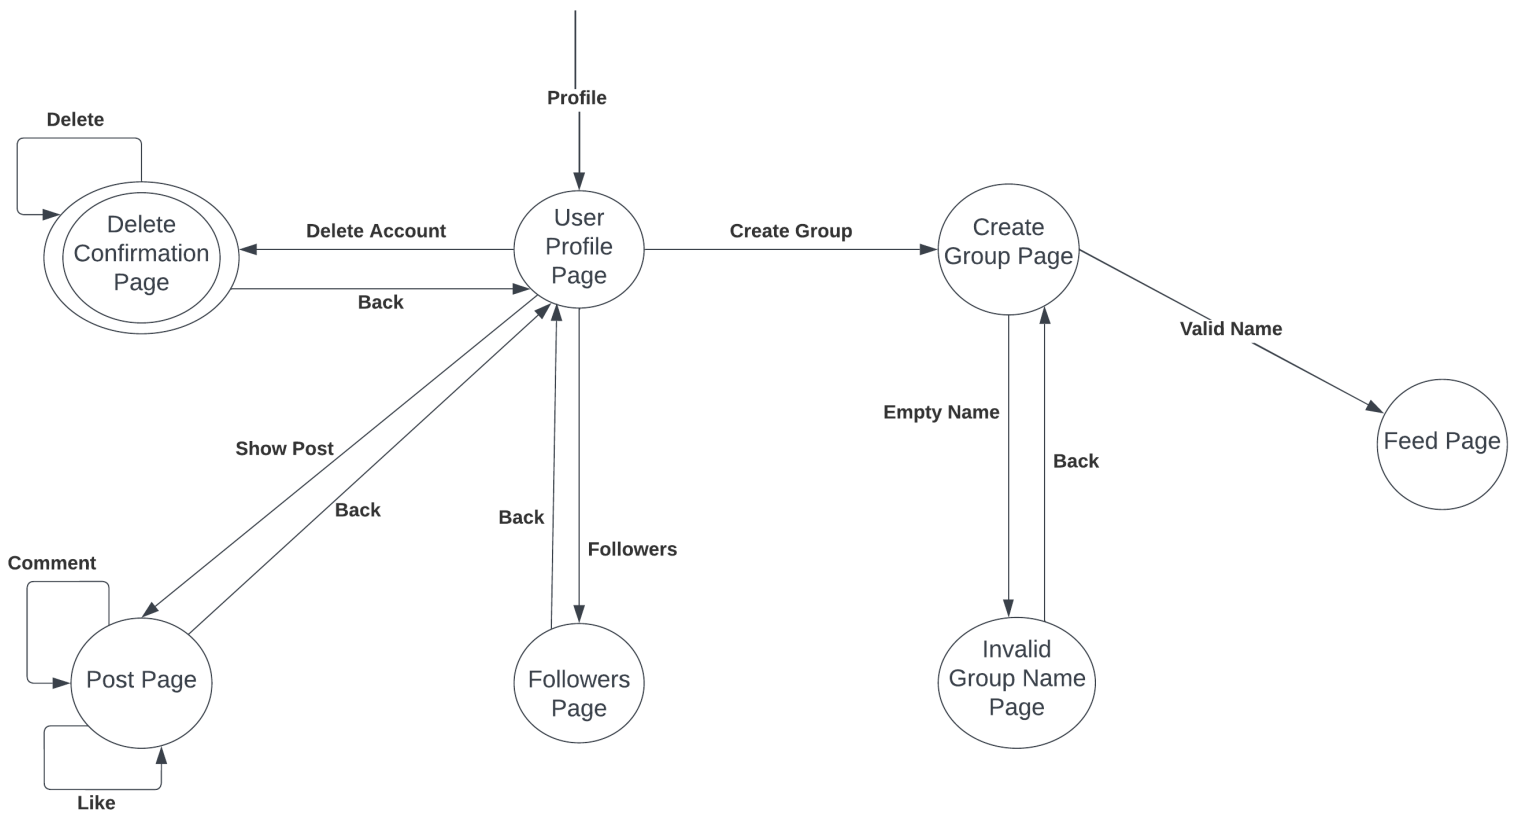 Profile
Delete
Delete
Confirmation
Page
Delete Account
Back
User
Profile
Page
Create Group
Create
Group Page
Valid Name
Feed Page
Empty Name
Back
Show Post
Back
Back
Followers
Comment
Post Page
Like
Followers
Page
Invalid
Group Name
Page